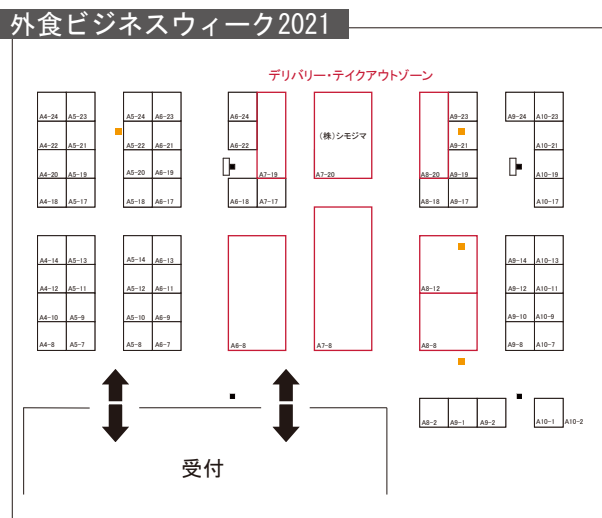 外食ビジネスウィーク2021
デリバリー・テイクアウトゾーン
A4-24 A5-23 A5-24 A6-23 A6-24 A9-23 A9-24 A10-23
(株)シモジマ
A4-22 A5-21 A5-22 A6-21 A6-22 A9-21 A10-21
A4-20 A5-19 A5-20 A6-19 A7-19 A7-20 A8-20 A9-19 A10-19
A4-18 A5-17 A5-18 A6-17 A6-18 A7-17 A8-18 A9-17 A10-17
A4-14 A5-13 A5-14 A6-13 A9-14 A10-13
A4-12 A5-11 A5-12 A6-11 A8-12 A9-12 A10-11
A4-10 A5-9 A5-10 A6-9 A9-10 A10-9
A4-8 A5-7 A5-8 A6-7 A6-8 A7-8 A8-8 A9-8 A10-7
A8-2 A9-1 A9-2 A10-1 A10-2
受付